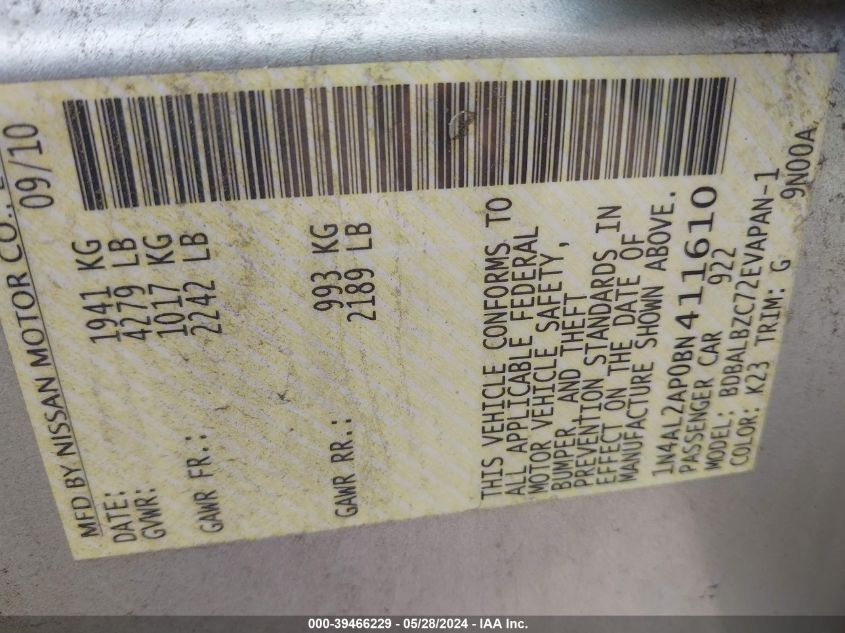 MFD BY NISSAN MOTOR CO.,
DATE: 09/10
GVWR: 1941 KG
4279 LB
GAWR FR.: 1017 KG
2242 LB
GAWR RR.: 993 KG
2189 LB
THIS VEHICLE CONFORMS TO
ALL APPLICABLE FEDERAL
MOTOR VEHICLE SAFETY,
BUMPER, AND THEFT
PREVENTION STANDARDS IN
EFFECT ON THE DATE OF
MANUFACTURE SHOWN ABOVE.
1N4AL2AP0BN411610
PASSENGER CAR 922
MODEL: BDBALBZC72EVAPAN-1
COLOR: K23 TRIM: G 9N00A
000-39466229 - 05/28/2024 - IAA Inc.